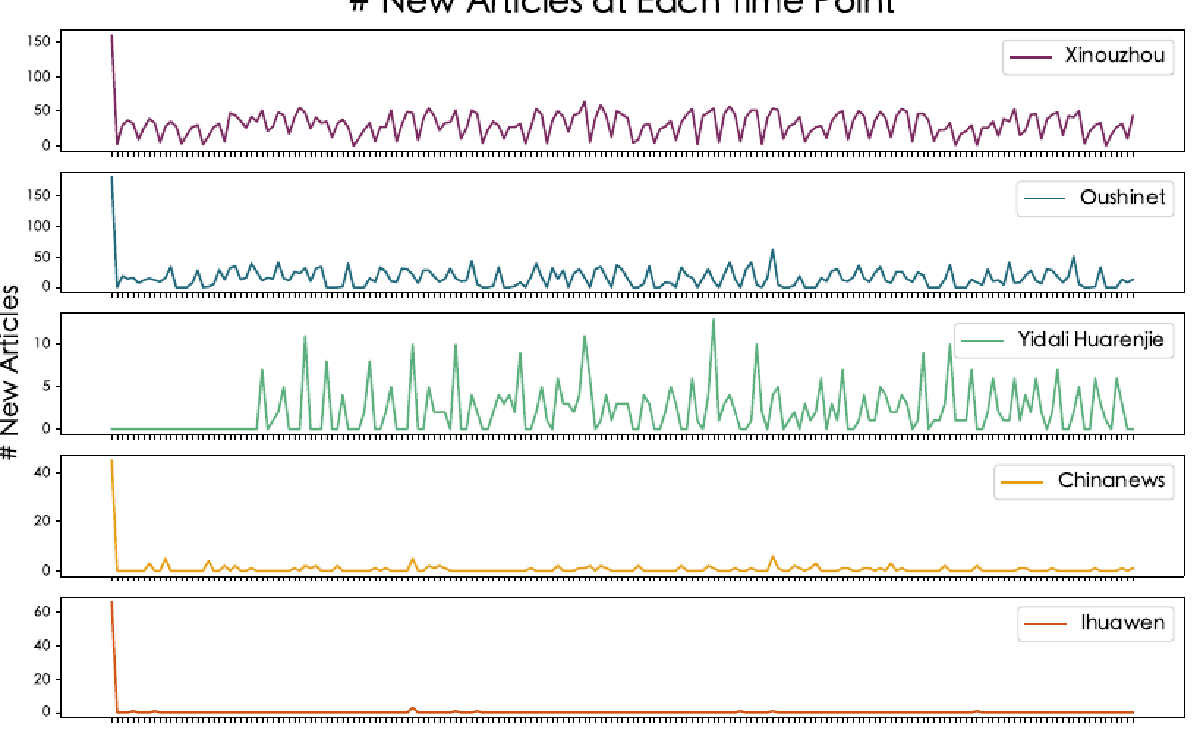 # New Articles at Each Time Point
# New Articles
150
100
50
0
Xinouzhou
150
100
50
0
Oushinet
10
5
0
Yidali Huarenjie
40
20
0
Chinanews
60
40
20
0
Ihuawen